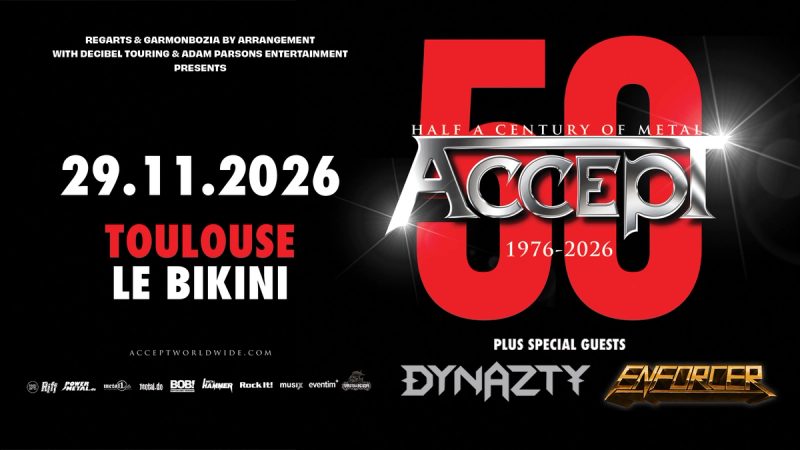 REGARTS & GARMONBOZIA BY ARRANGEMENT
WITH DECIBEL TOURING & ADAM PARSONS ENTERTAINMENT
PRESENTS
29.11.2026
TOULOUSE
LE BIKINI
ACCEPTWORLDWIDE.COM
Rift
POWER METAL.de
metal.de
BOB!
HAMMER
Rock It!
musix
eventim
50
HALF A CENTURY OF METAL
ACCEPT
1976-2026
PLUS SPECIAL GUESTS
DYNAZTY
ENFORCER